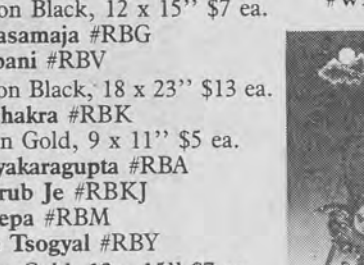 on Black, 12 x 15’’ $7 ea.
asamaja #RBG
pani #RBV
on Black, 18 x 23’’ $13 ea.
hakra #RBK
n Gold, 9 x 11’’ $5 ea.
yakaragupta #RBA
rub Je #RBKJ
epa #RBM
Tsogyal #RBY